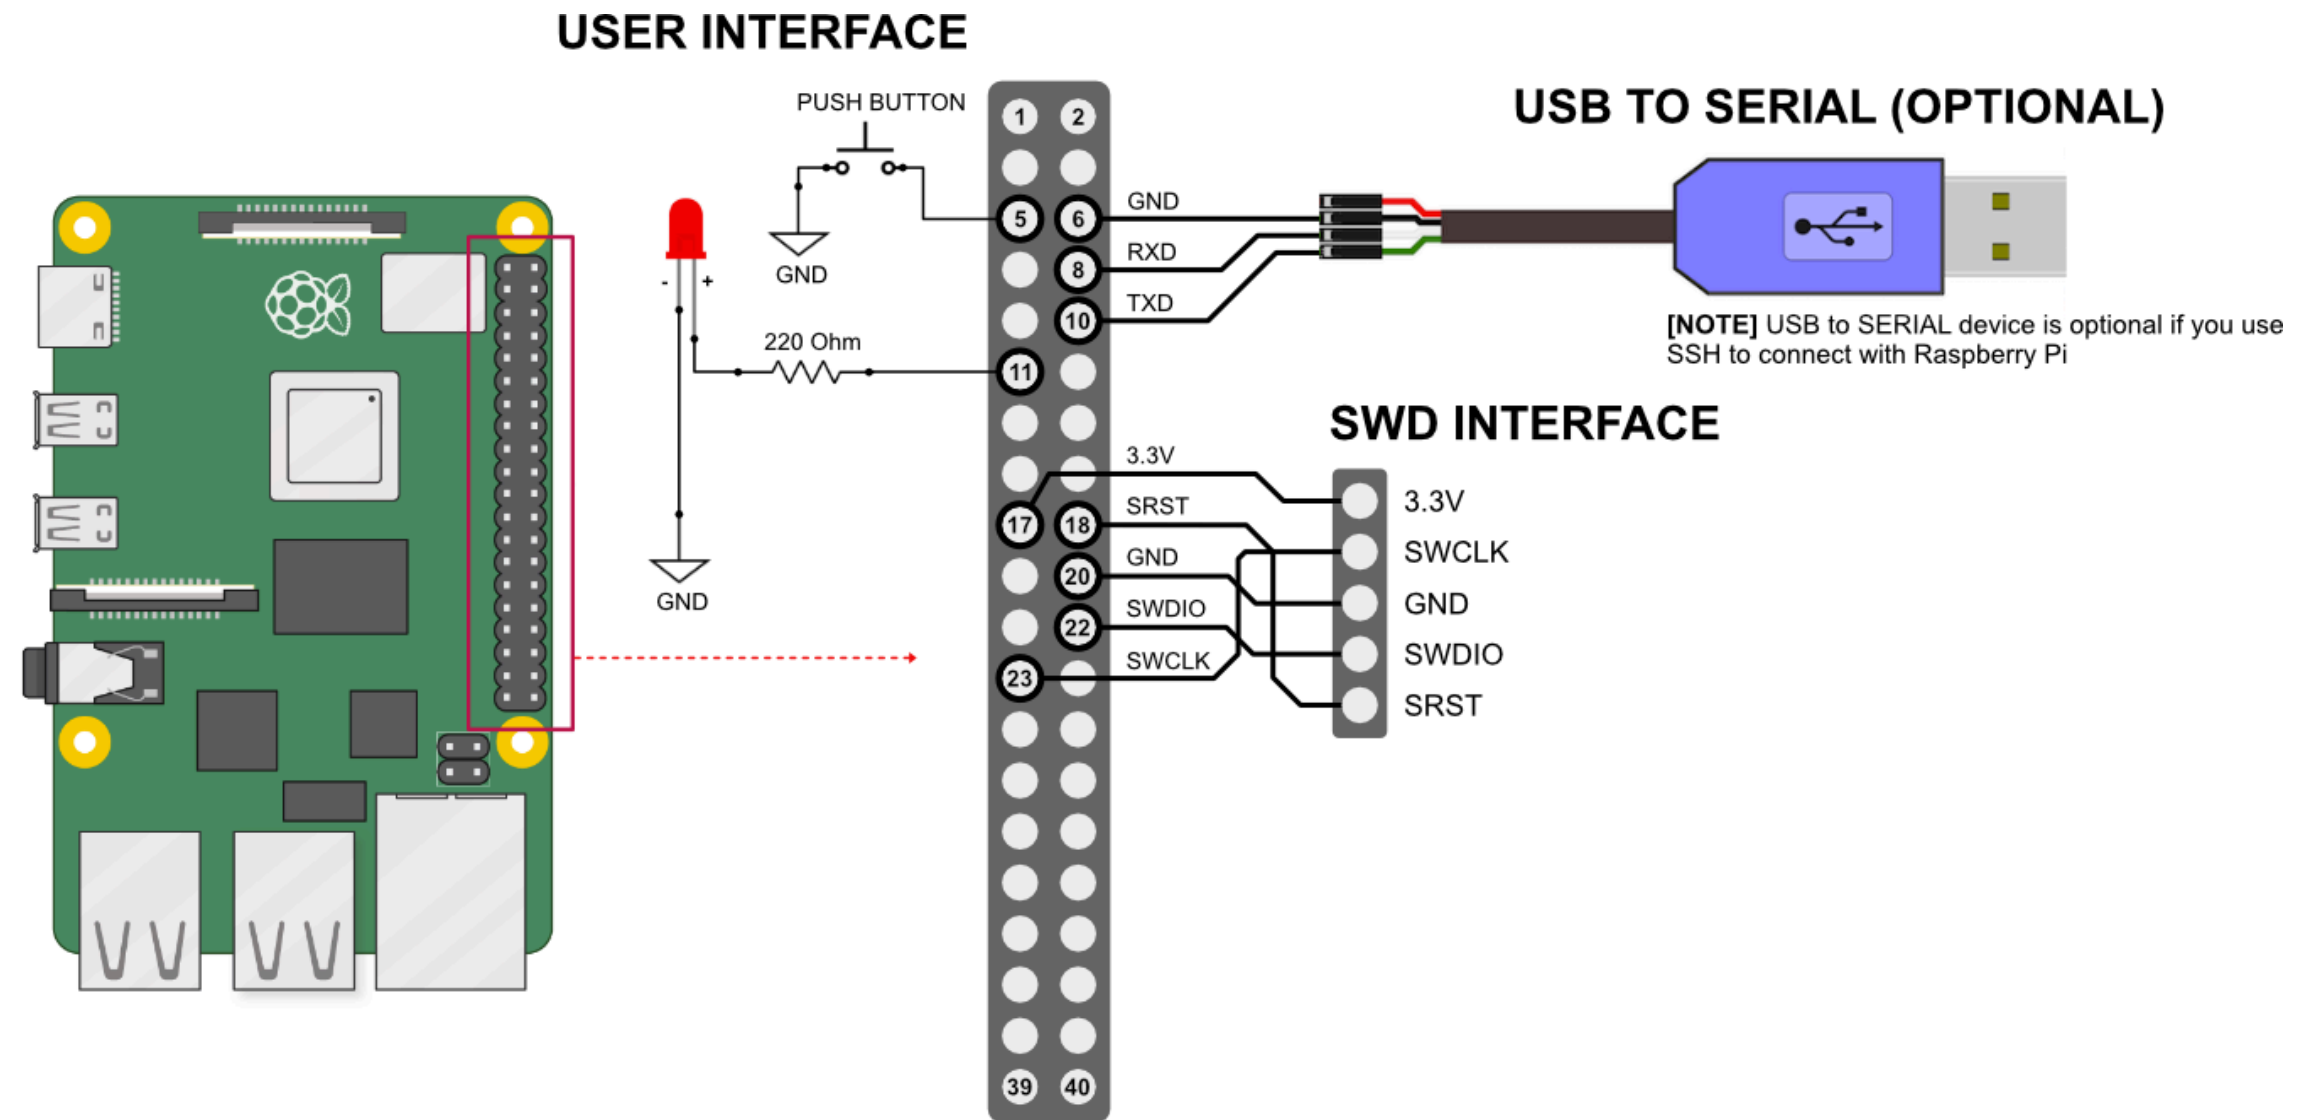 USER INTERFACE
PUSH BUTTON
GND
- +
220 Ohm
GND
1 2
5 6
8
10
11
17 18
20
22
23
39 40
GND
RXD
TXD
3.3V
SRST
GND
SWDIO
SWCLK
USB TO SERIAL (OPTIONAL)
[NOTE] USB to SERIAL device is optional if you use
SSH to connect with Raspberry Pi
SWD INTERFACE
3.3V
SWCLK
GND
SWDIO
SRST